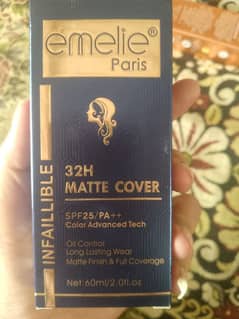 emelie®
Paris
INFAILLIBLE
32H
MATTE COVER
SPF25/PA++
Color Advanced Tech
Oil Control
Long Lasting Wear
Matte Finish & Full Coverage
Net:60ml/2.0fl.oz